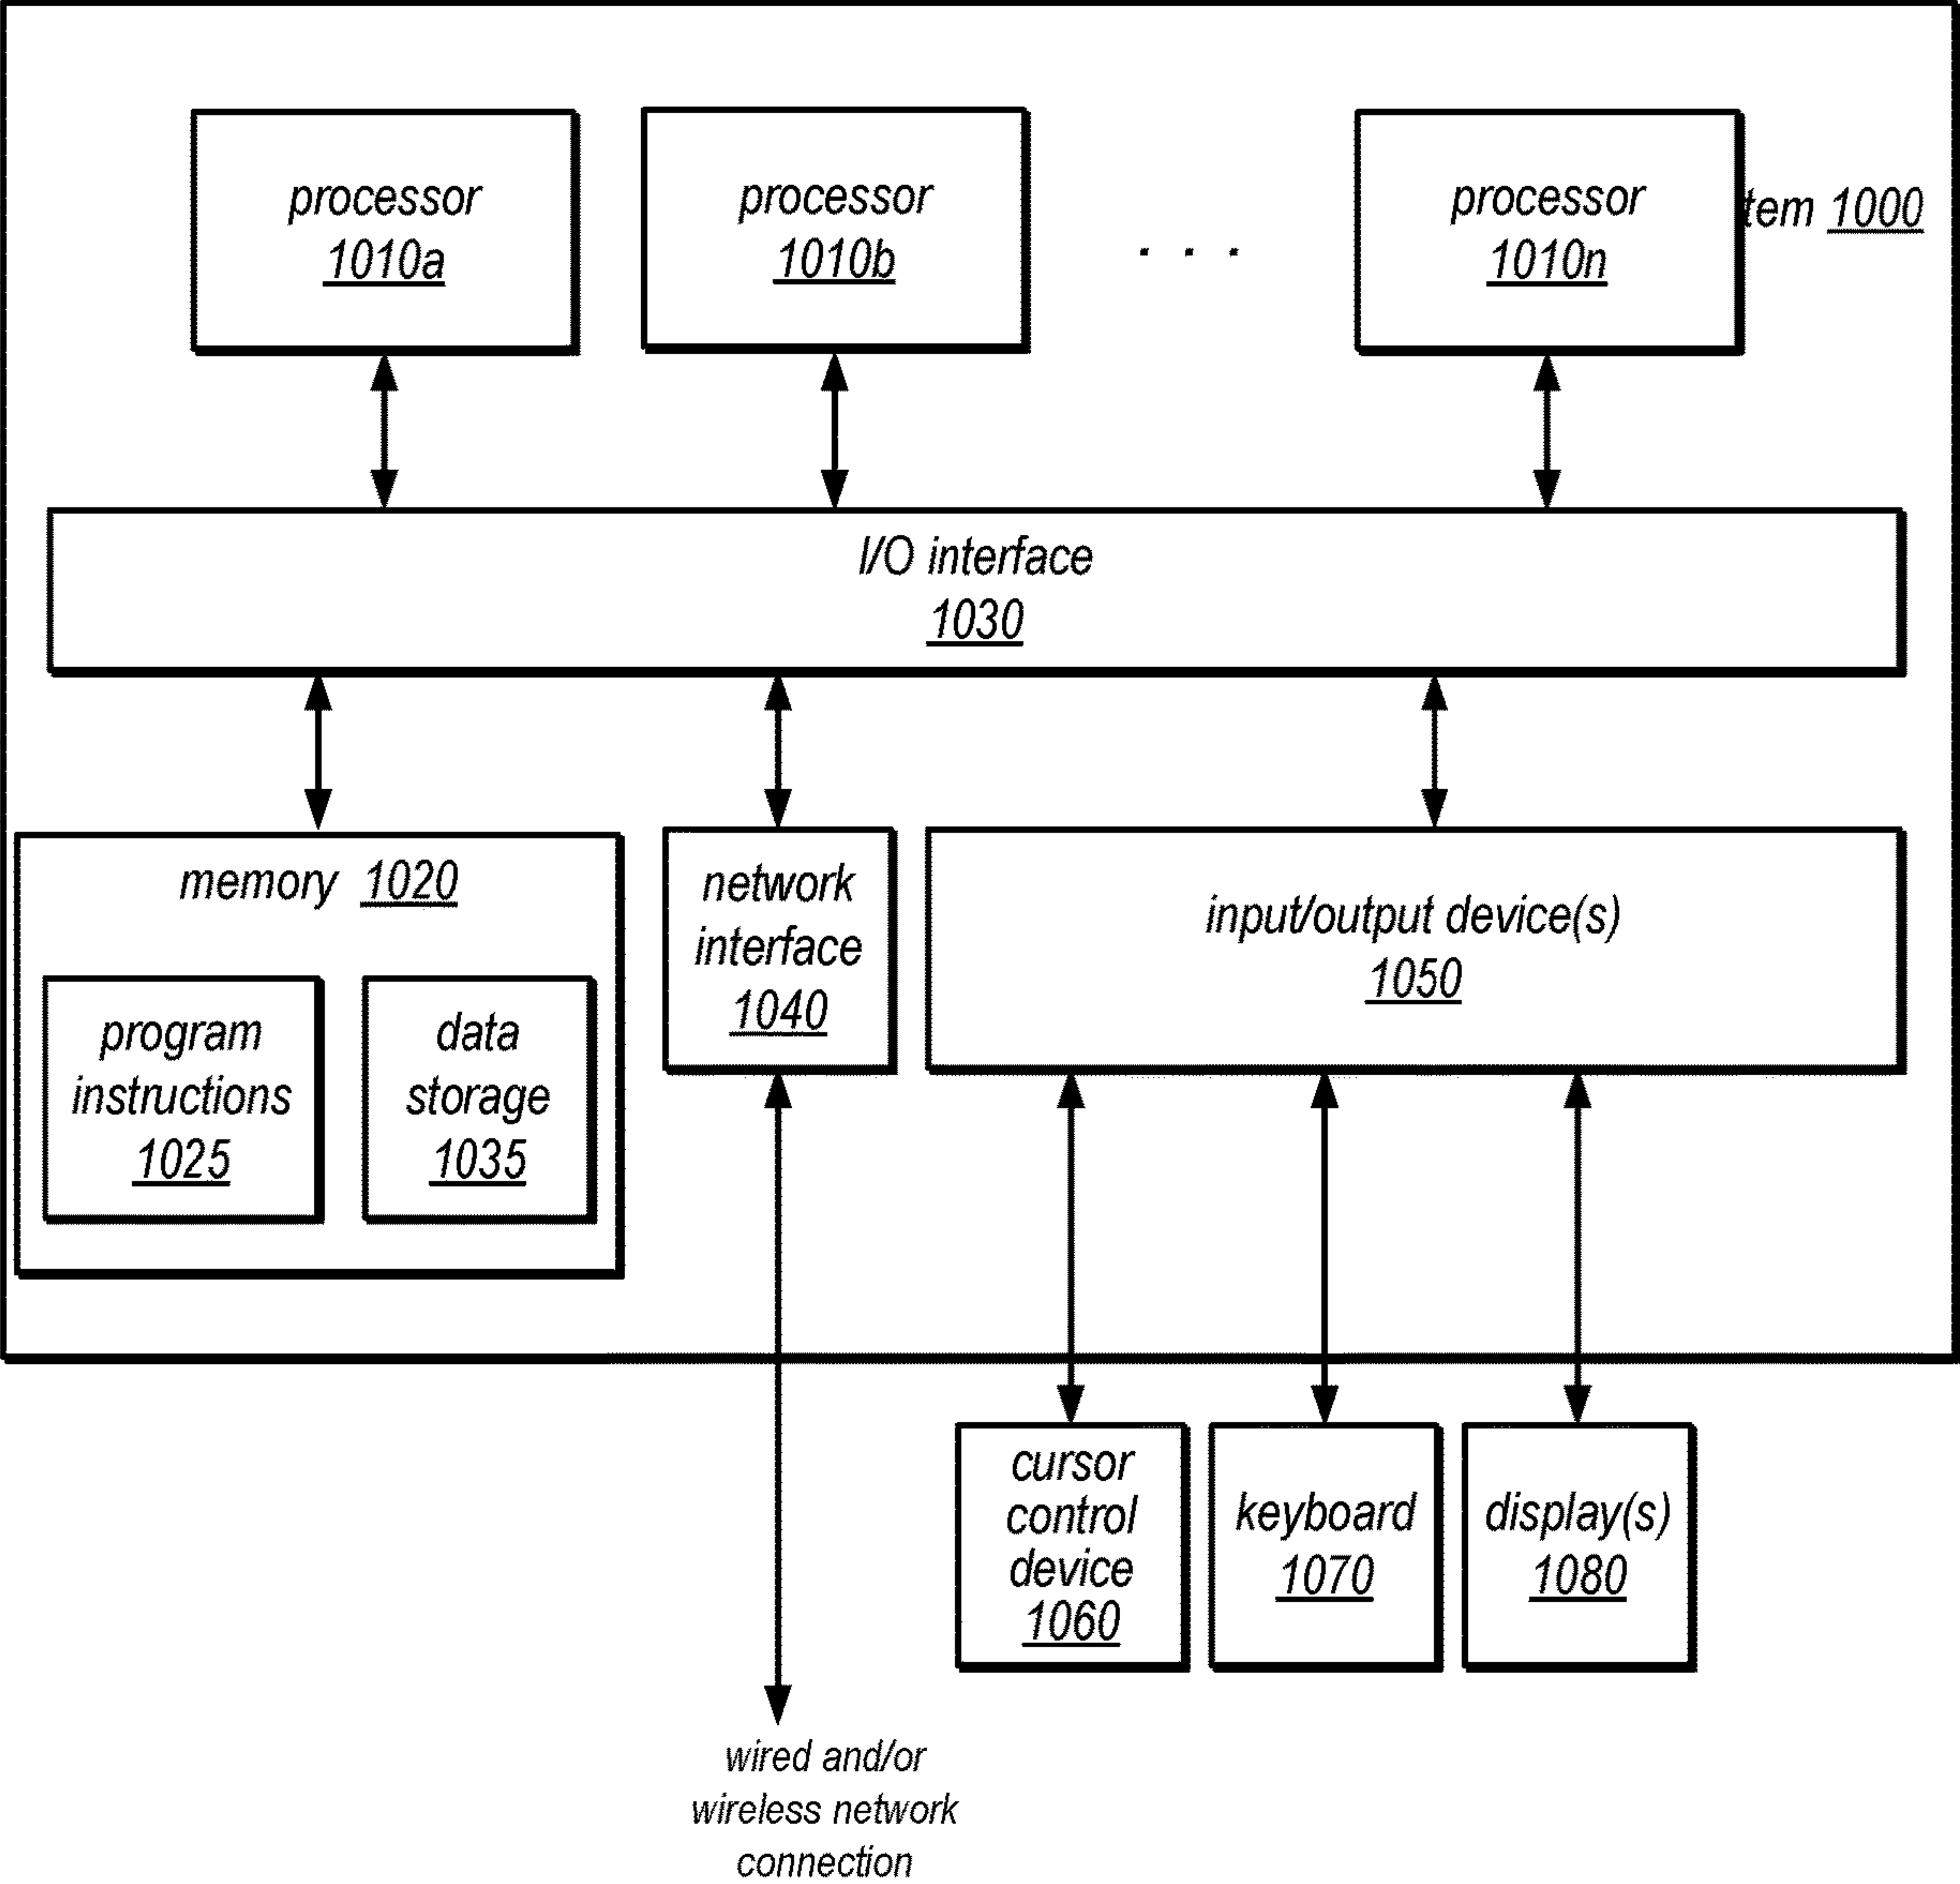 processor
1010a
processor
1010b
. . .
processor
1010n
tem 1000
I/O interface
1030
memory 1020
program
instructions
1025
data
storage
1035
network
interface
1040
input/output device(s)
1050
cursor
control
device
1060
keyboard
1070
display(s)
1080
wired and/or
wireless network
connection